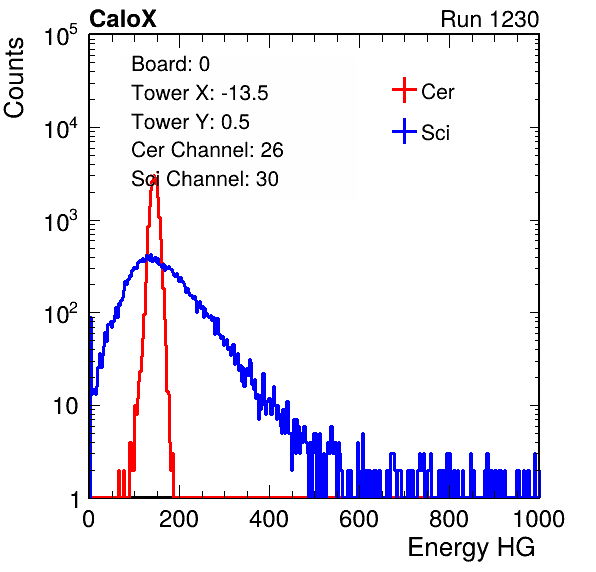 CaloX Run 1230
Counts
10^5
10^4
10^3
10^2
10
1
Board: 0
Tower X: -13.5
Tower Y: 0.5
Cer Channel: 26
Sci Channel: 30
Cer
Sci
0 200 400 600 800 1000
Energy HG